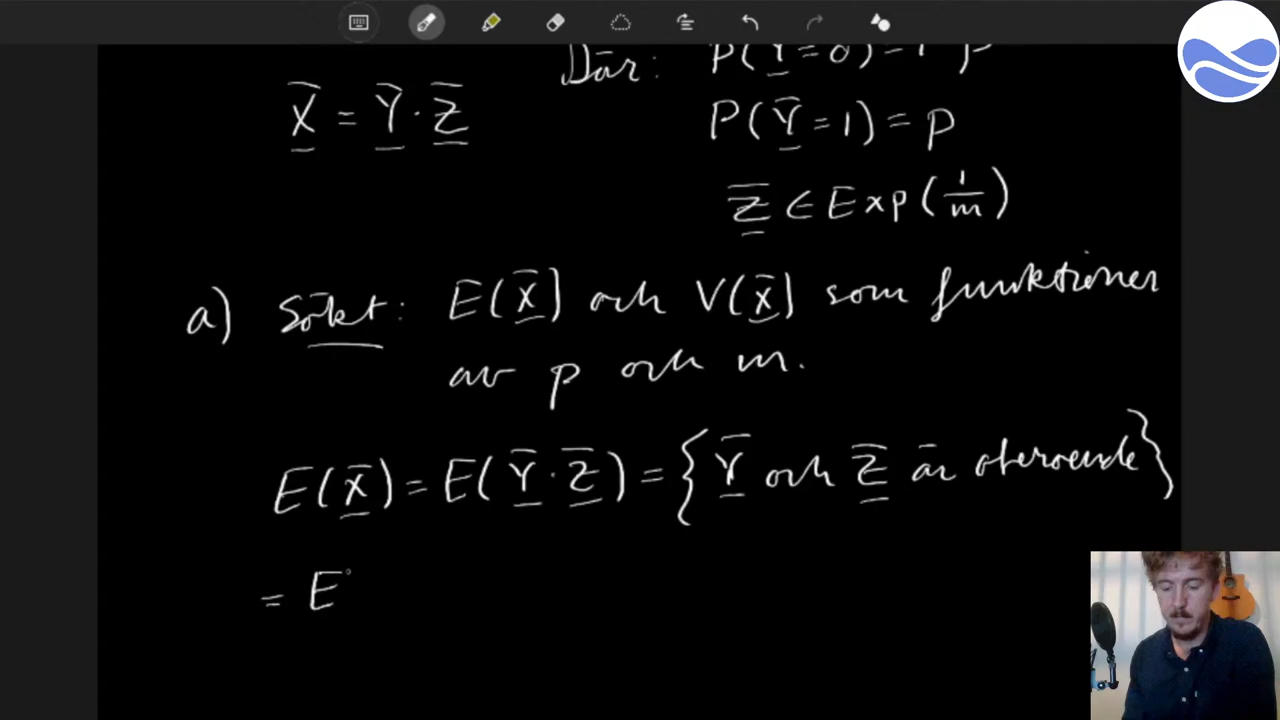 Där: P(Y=0)=1-p
X = Y · Z
P(Y=1) = p
Z ∈ Exp(1/m)
a) Sökt: E(X) och V(X) som funktioner
av p och m.
E(X) = E(Y·Z) = {Y och Z är oberoende}
= E